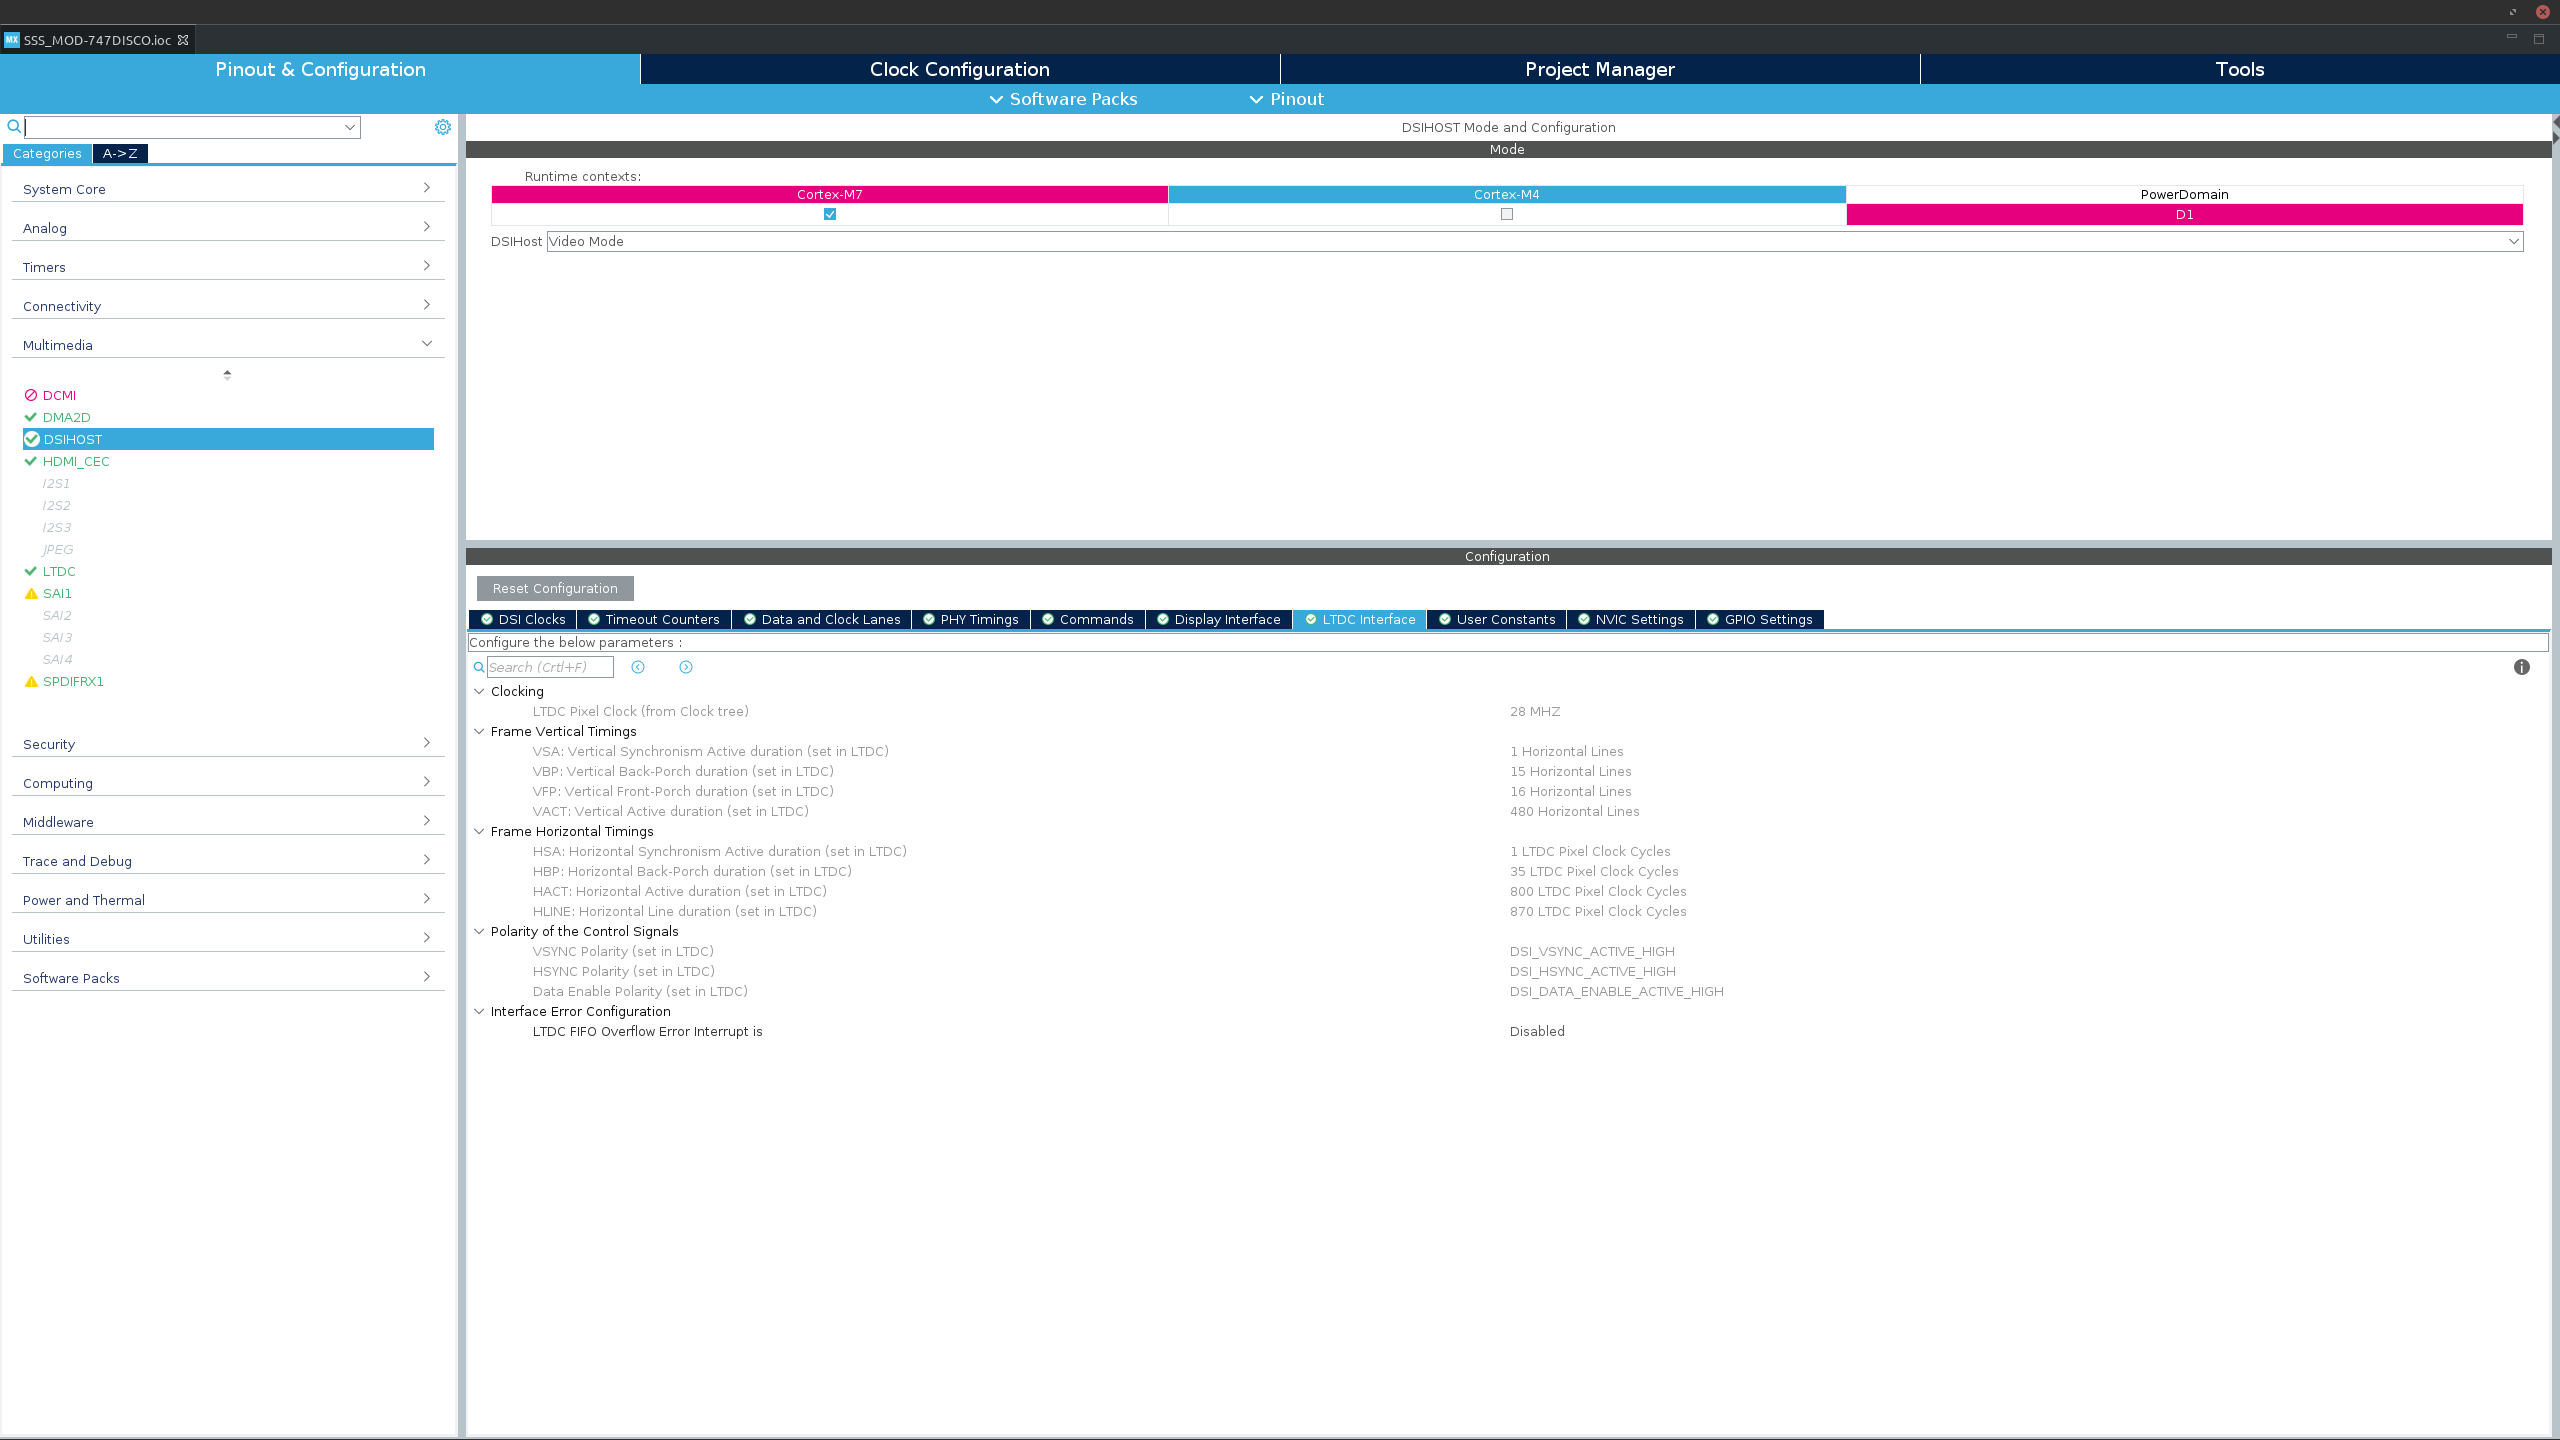 SSS_MOD-747DISCO.ioc
Pinout & Configuration
Clock Configuration
Project Manager
Tools
Software Packs
Pinout
Categories
A->Z
System Core
Analog
Timers
Connectivity
Multimedia
DCMI
DMA2D
DSIHOST
HDMI_CEC
I2S1
I2S2
I2S3
JPEG
LTDC
SAI1
SAI2
SAI3
SAI4
SPDIFRX1
Security
Computing
Middleware
Trace and Debug
Power and Thermal
Utilities
Software Packs
DSIHOST Mode and Configuration
Mode
Runtime contexts:
Cortex-M7 Cortex-M4 PowerDomain
D1
DSIHost Video Mode
Configuration
Reset Configuration
DSI Clocks Timeout Counters Data and Clock Lanes PHY Timings Commands Display Interface LTDC Interface User Constants NVIC Settings GPIO Settings
Configure the below parameters :
Search (Crtl+F)
Clocking
LTDC Pixel Clock (from Clock tree) 28 MHZ
Frame Vertical Timings
VSA: Vertical Synchronism Active duration (set in LTDC) 1 Horizontal Lines
VBP: Vertical Back-Porch duration (set in LTDC) 15 Horizontal Lines
VFP: Vertical Front-Porch duration (set in LTDC) 16 Horizontal Lines
VACT: Vertical Active duration (set in LTDC) 480 Horizontal Lines
Frame Horizontal Timings
HSA: Horizontal Synchronism Active duration (set in LTDC) 1 LTDC Pixel Clock Cycles
HBP: Horizontal Back-Porch duration (set in LTDC) 35 LTDC Pixel Clock Cycles
HACT: Horizontal Active duration (set in LTDC) 800 LTDC Pixel Clock Cycles
HLINE: Horizontal Line duration (set in LTDC) 870 LTDC Pixel Clock Cycles
Polarity of the Control Signals
VSYNC Polarity (set in LTDC) DSI_VSYNC_ACTIVE_HIGH
HSYNC Polarity (set in LTDC) DSI_HSYNC_ACTIVE_HIGH
Data Enable Polarity (set in LTDC) DSI_DATA_ENABLE_ACTIVE_HIGH
Interface Error Configuration
LTDC FIFO Overflow Error Interrupt is Disabled